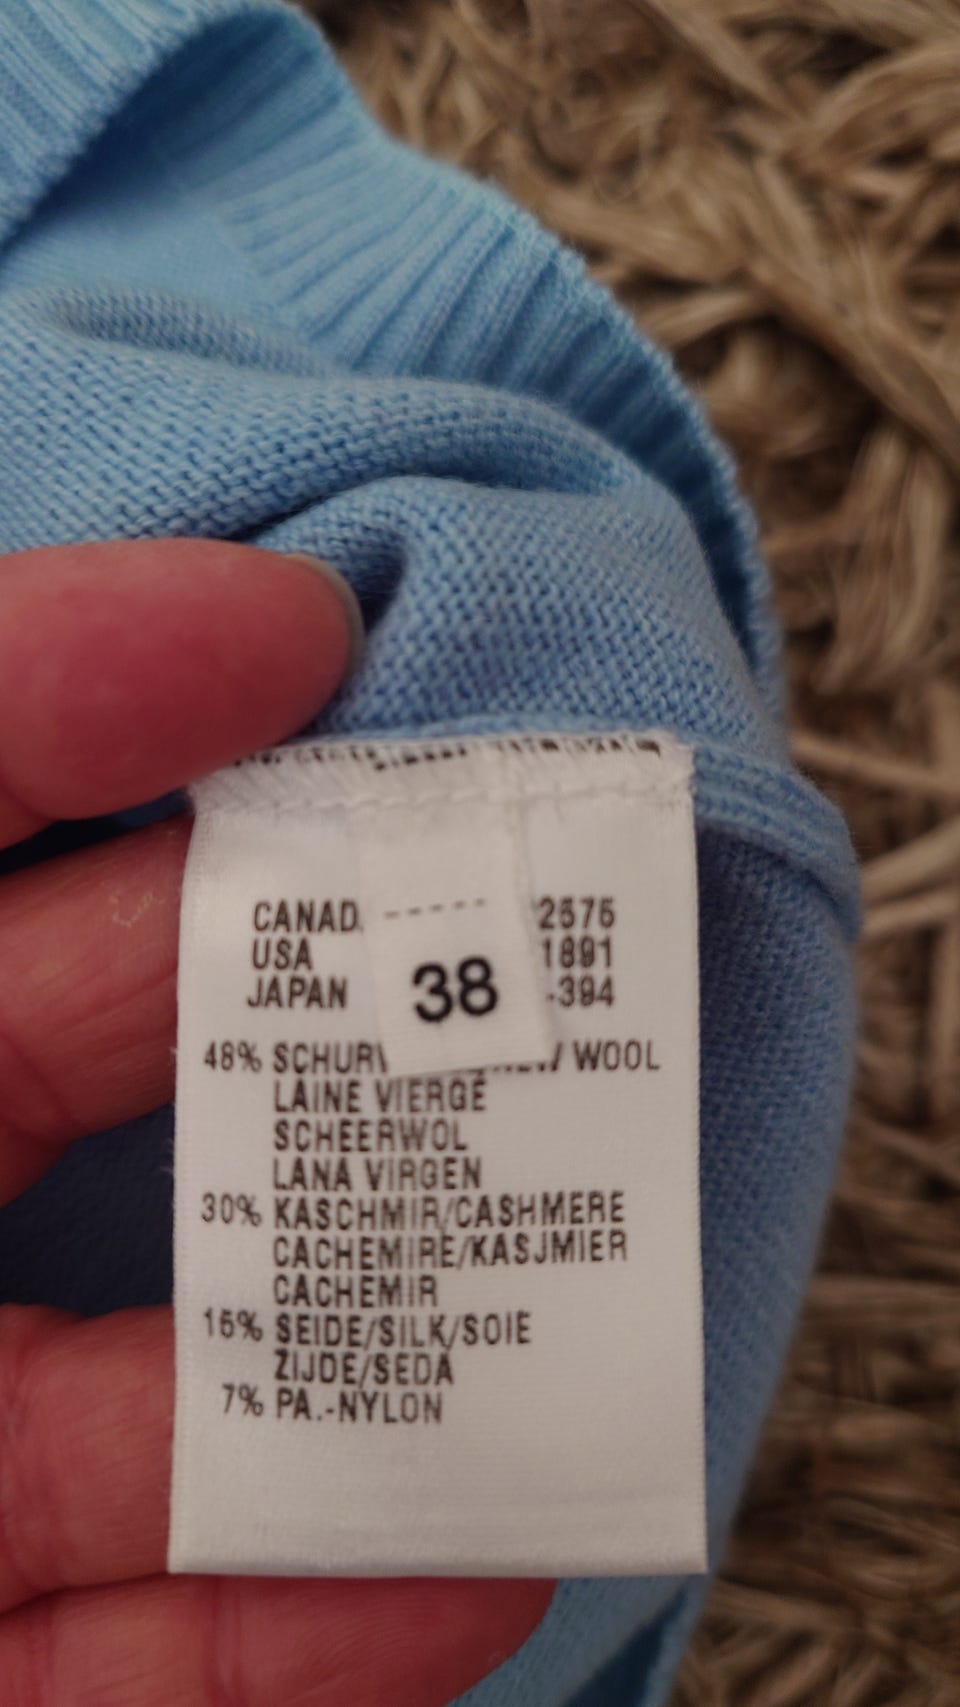 CANAD 2575
USA 1891
JAPAN -394
38
48% SCHUR W WOOL
LAINE VIERGE
SCHEERWOL
LANA VIRGEN
30% KASCHMIR/CASHMERE
CACHEMIRE/KASJMIER
CACHEMIR
15% SEIDE/SILK/SOIE
ZIJDE/SEDA
7% PA.-NYLON